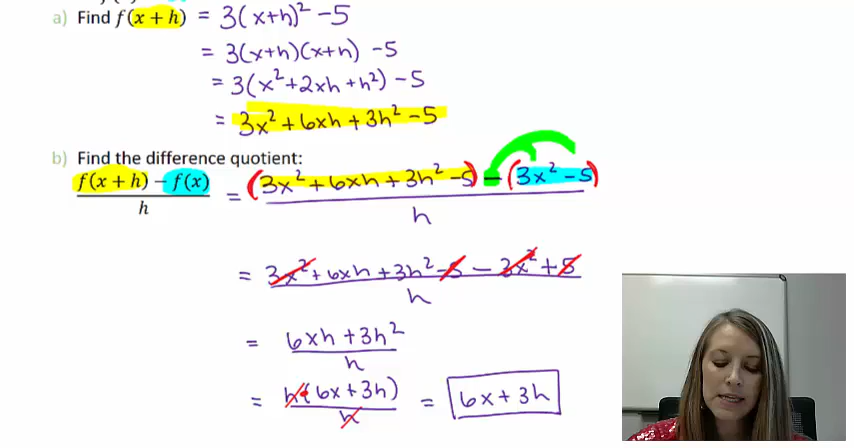 a) Find f(x + h) = 3(x+h)² -5
= 3(x+h)(x+h) -5
= 3(x²+2xh+h²) -5
= 3x²+6xh+3h²-5
b) Find the difference quotient:
f(x + h) − f(x) / h = (3x²+6xh+3h²-5) - (3x²-5) / h
= 3x²+6xh+3h²-5 - 3x²+5 / h
= 6xh+3h² / h
= h(6x+3h) / h = 6x+3h